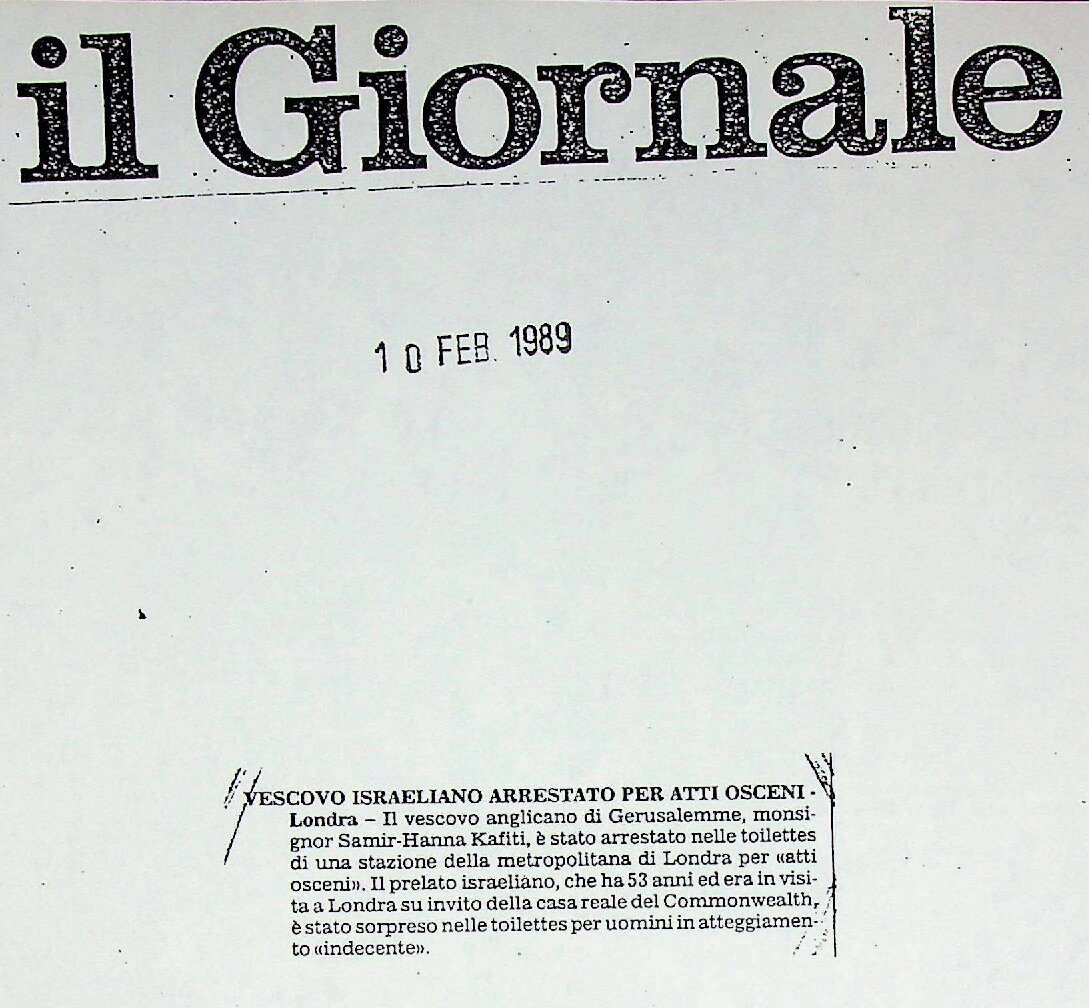 il Giornale
10 FEB. 1989
VESCOVO ISRAELIANO ARRESTATO PER ATTI OSCENI -
Londra – Il vescovo anglicano di Gerusalemme, monsi-
gnor Samir-Hanna Kafiti, è stato arrestato nelle toilettes
di una stazione della metropolitana di Londra per «atti
osceni». Il prelato israeliano, che ha 53 anni ed era in visi-
ta a Londra su invito della casa reale del Commonwealth,
è stato sorpreso nelle toilettes per uomini in atteggiamen-
to «indecente».